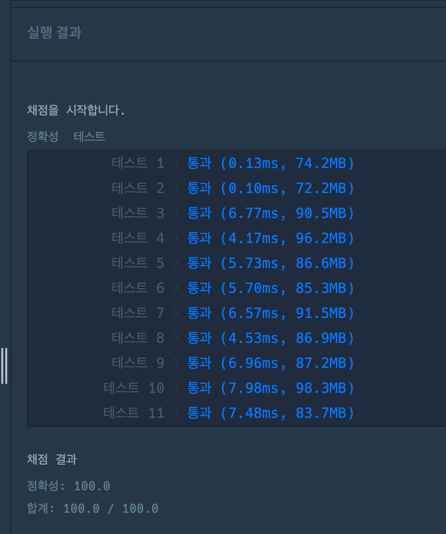 실행 결과
채점을 시작합니다.
정확성 테스트
테스트 1 〉 통과 (0.13ms, 74.2MB)
테스트 2 〉 통과 (0.10ms, 72.2MB)
테스트 3 〉 통과 (6.77ms, 90.5MB)
테스트 4 〉 통과 (4.17ms, 96.2MB)
테스트 5 〉 통과 (5.73ms, 86.6MB)
테스트 6 〉 통과 (5.70ms, 85.3MB)
테스트 7 〉 통과 (6.57ms, 91.5MB)
테스트 8 〉 통과 (4.53ms, 86.9MB)
테스트 9 〉 통과 (6.96ms, 87.2MB)
테스트 10 〉 통과 (7.98ms, 98.3MB)
테스트 11 〉 통과 (7.48ms, 83.7MB)
채점 결과
정확성: 100.0
합계: 100.0 / 100.0